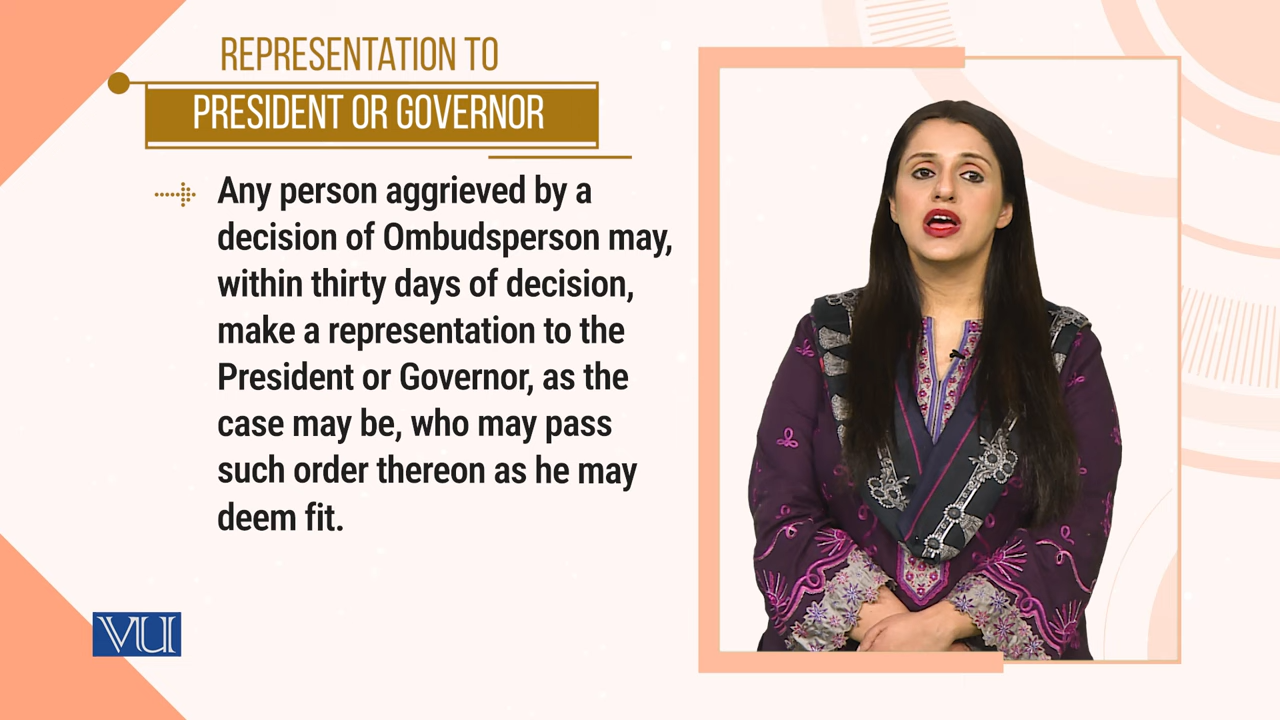 REPRESENTATION TO
PRESIDENT OR GOVERNOR
Any person aggrieved by a
decision of Ombudsperson may,
within thirty days of decision,
make a representation to the
President or Governor, as the
case may be, who may pass
such order thereon as he may
deem fit.
VU